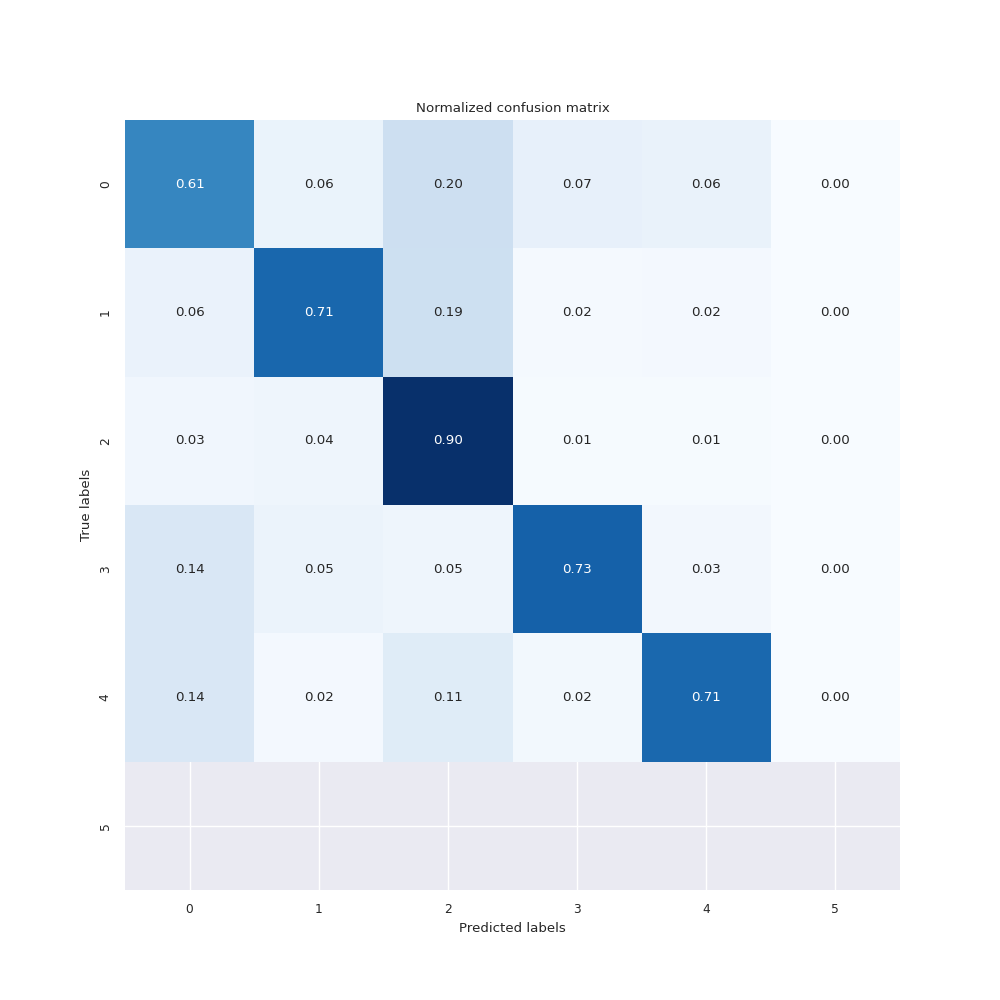 Normalized confusion matrix
0 0.61 0.06 0.20 0.07 0.06 0.00
1 0.06 0.71 0.19 0.02 0.02 0.00
2 0.03 0.04 0.90 0.01 0.01 0.00
True labels
3 0.14 0.05 0.05 0.73 0.03 0.00
4 0.14 0.02 0.11 0.02 0.71 0.00
5
0 1 2 3 4 5
Predicted labels